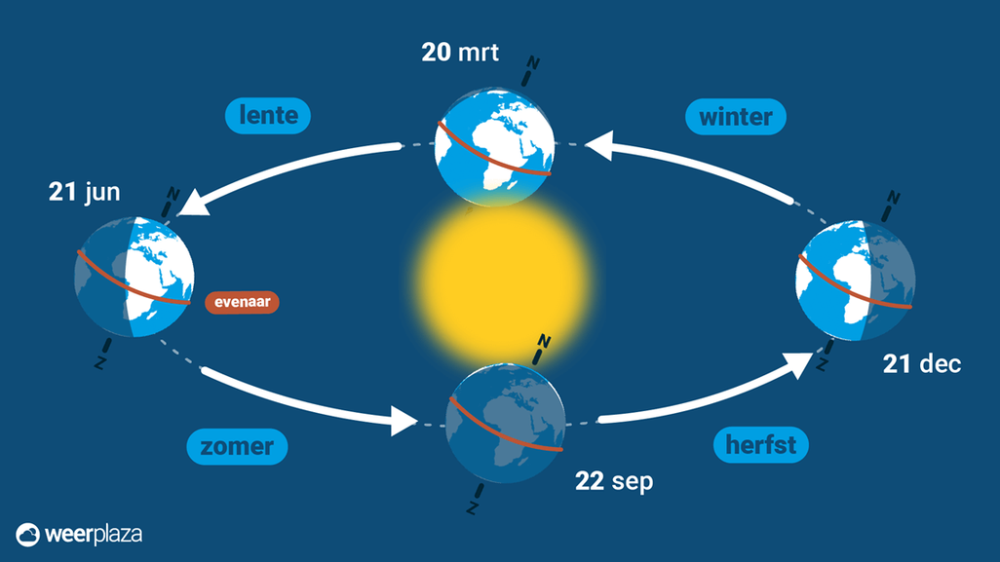 20 mrt
N
lente
winter
21 jun
N
N
evenaar
Z
N
Z
21 dec
zomer
herfst
22 sep
Z
weerplaza